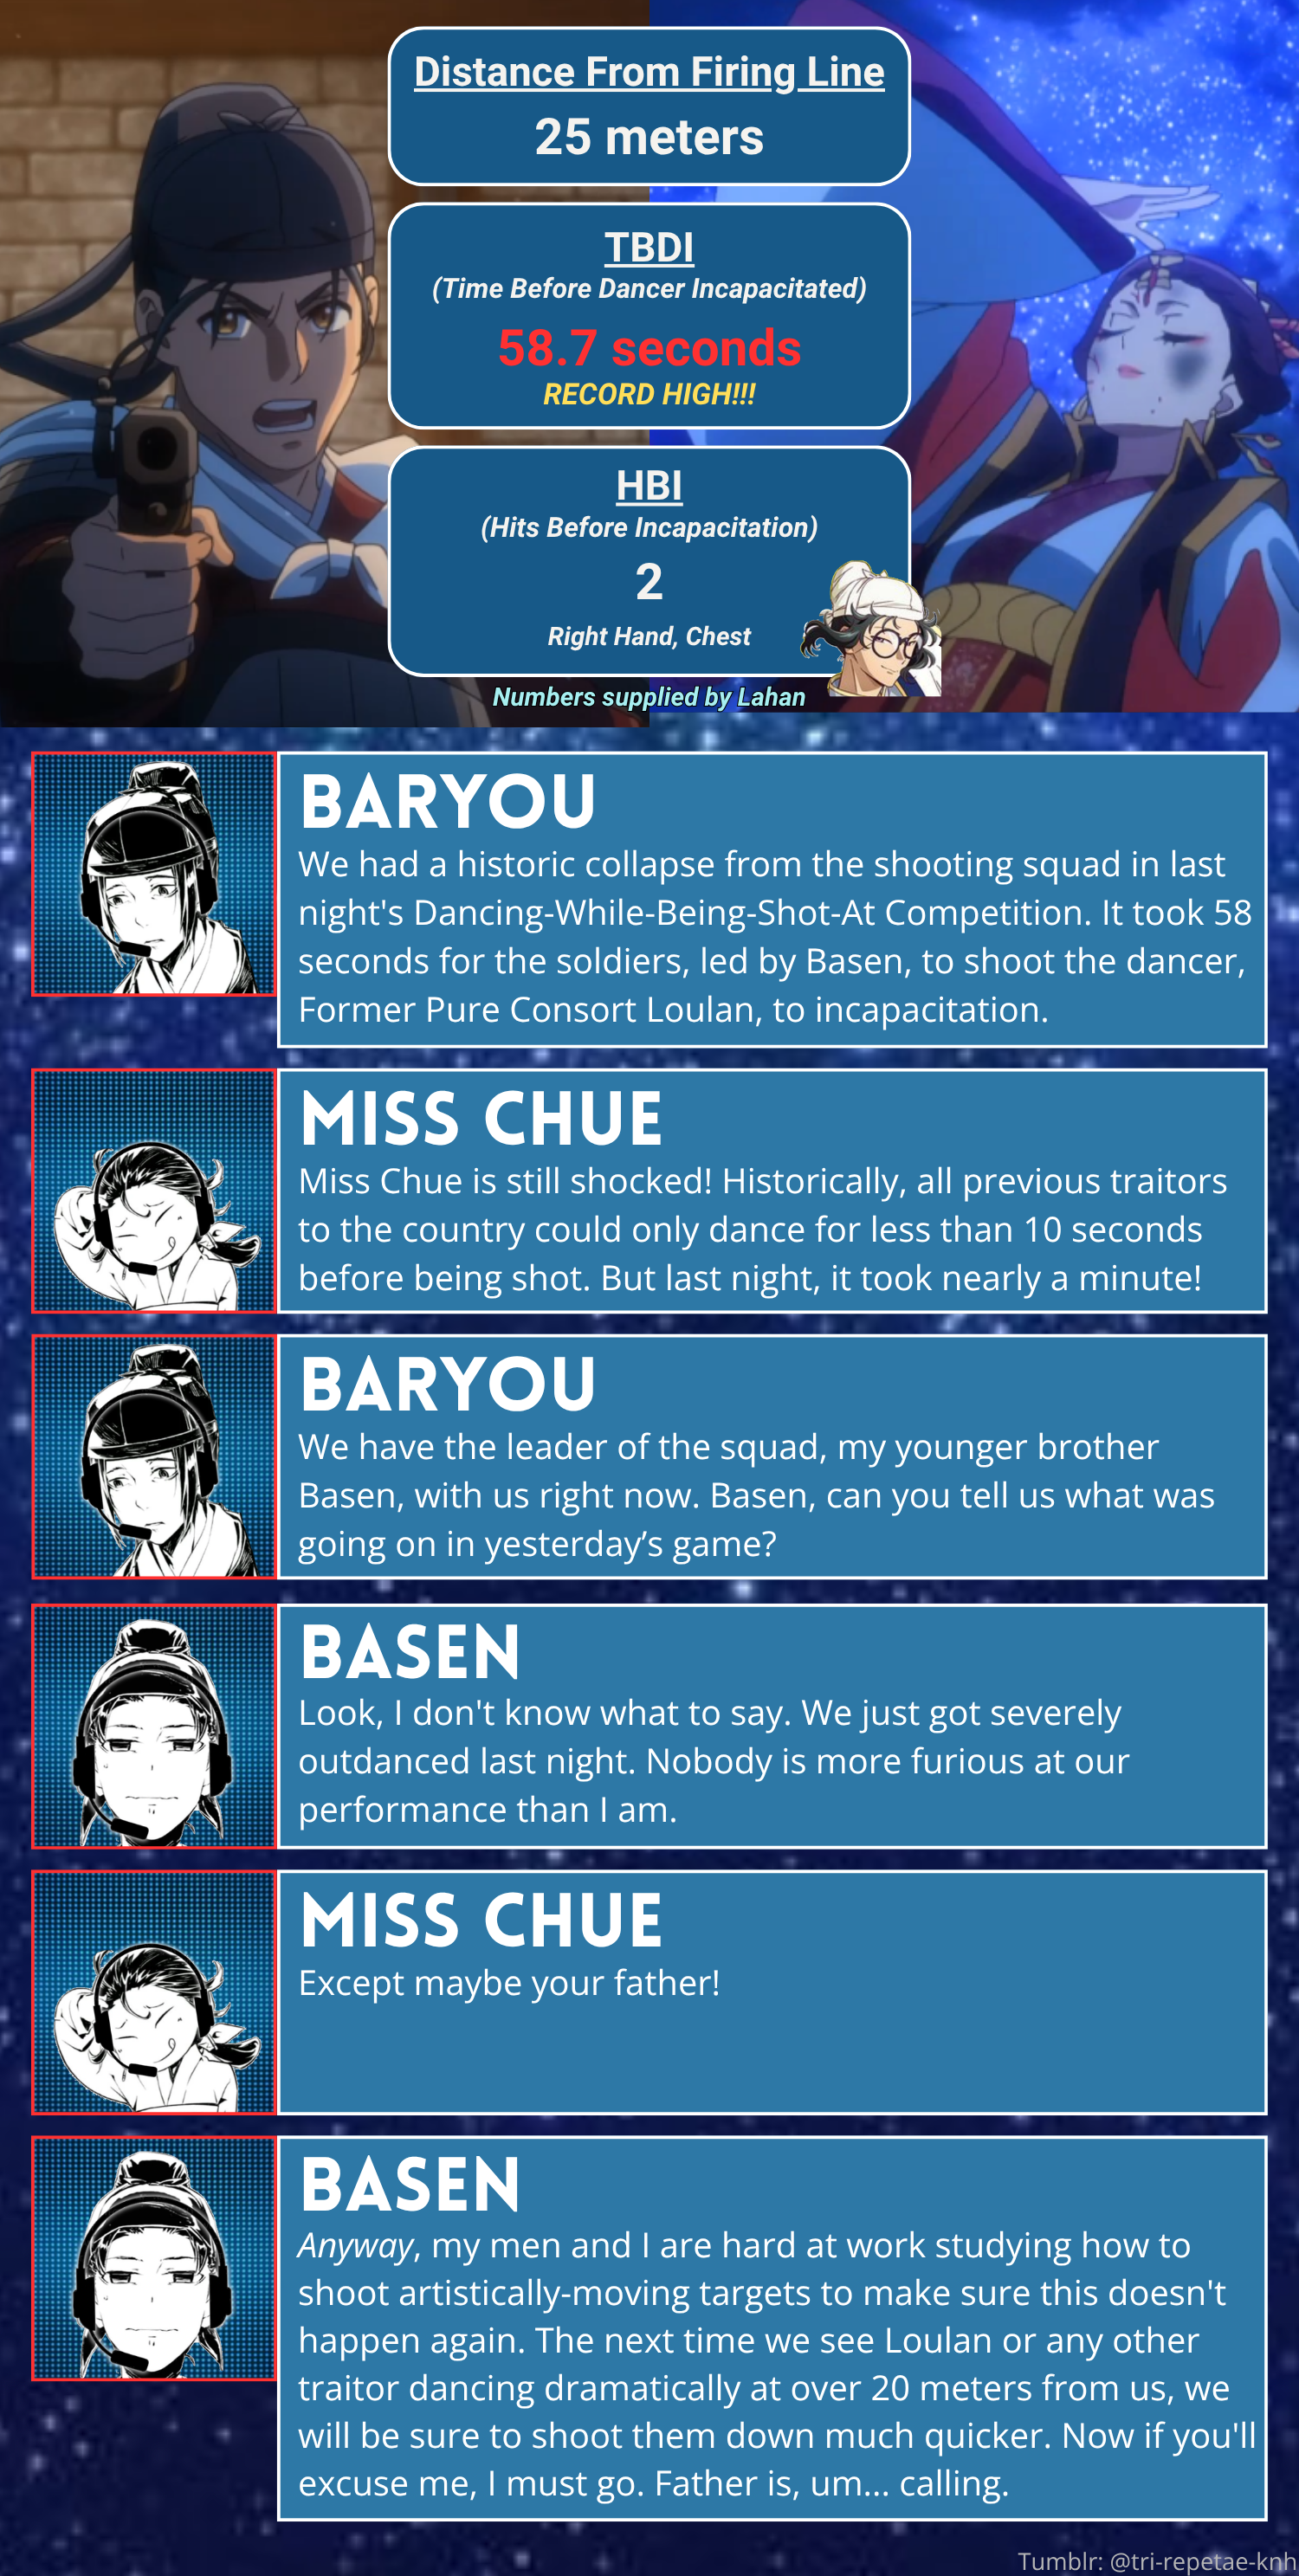 Distance From Firing Line
25 meters
TBDI
(Time Before Dancer Incapacitated)
58.7 seconds
RECORD HIGH!!!
HBI
(Hits Before Incapacitation)
2
Right Hand, Chest
Numbers supplied by Lahan
BARYOU
We had a historic collapse from the shooting squad in last
night's Dancing-While-Being-Shot-At Competition. It took 58
seconds for the soldiers, led by Basen, to shoot the dancer,
Former Pure Consort Loulan, to incapacitation.
MISS CHUE
Miss Chue is still shocked! Historically, all previous traitors
to the country could only dance for less than 10 seconds
before being shot. But last night, it took nearly a minute!
BARYOU
We have the leader of the squad, my younger brother
Basen, with us right now. Basen, can you tell us what was
going on in yesterday’s game?
BASEN
Look, I don't know what to say. We just got severely
outdanced last night. Nobody is more furious at our
performance than I am.
MISS CHUE
Except maybe your father!
BASEN
Anyway, my men and I are hard at work studying how to
shoot artistically-moving targets to make sure this doesn't
happen again. The next time we see Loulan or any other
traitor dancing dramatically at over 20 meters from us, we
will be sure to shoot them down much quicker. Now if you'll
excuse me, I must go. Father is, um... calling.
Tumblr: @tri-repetae-knh